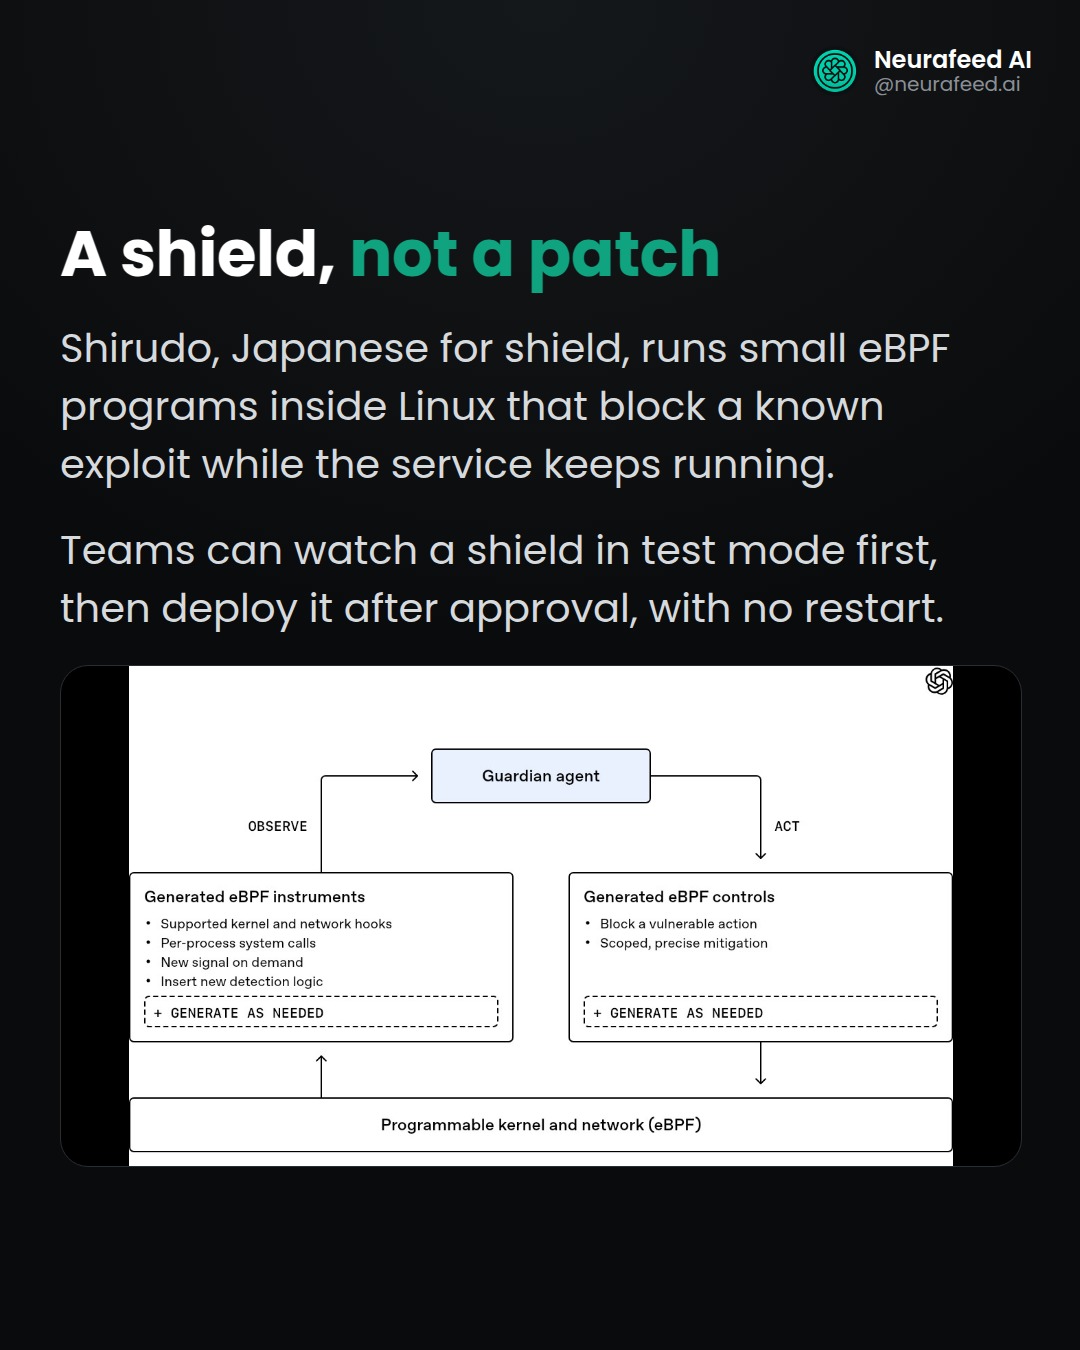 Neurafeed AI
@neurafeed.ai
A shield, not a patch
Shirudo, Japanese for shield, runs small eBPF
programs inside Linux that block a known
exploit while the service keeps running.
Teams can watch a shield in test mode first,
then deploy it after approval, with no restart.
Guardian agent
OBSERVE
ACT
Generated eBPF instruments
• Supported kernel and network hooks
• Per-process system calls
• New signal on demand
• Insert new detection logic
+ GENERATE AS NEEDED
Generated eBPF controls
• Block a vulnerable action
• Scoped, precise mitigation
+ GENERATE AS NEEDED
Programmable kernel and network (eBPF)